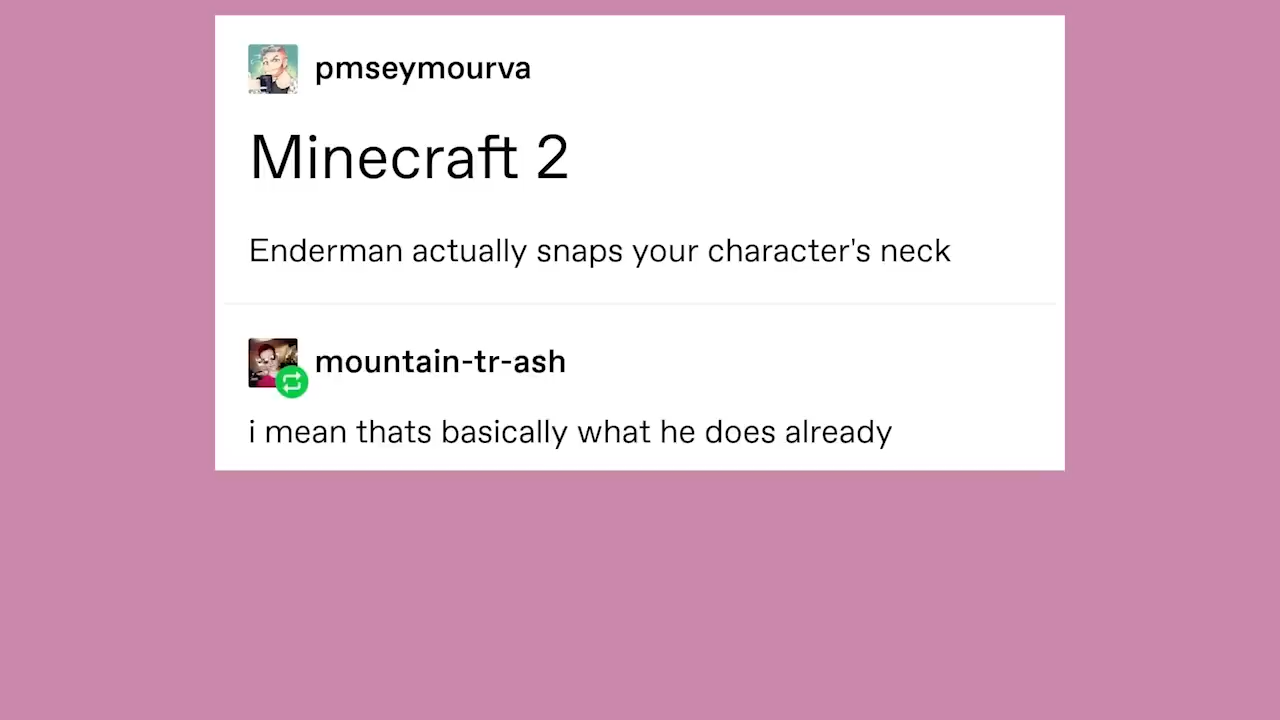 pmseymourva
Minecraft 2
Enderman actually snaps your character's neck
mountain-tr-ash
i mean thats basically what he does already